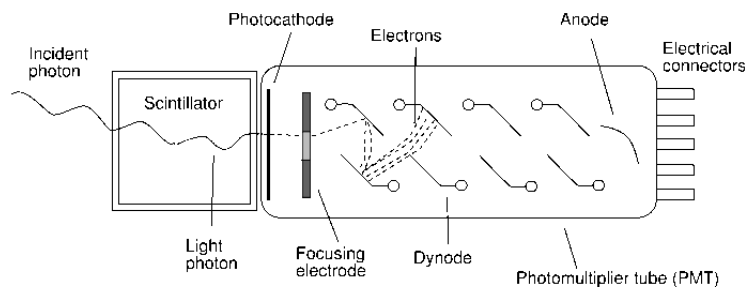 Photocathode
Anode
Electrons
Incident
photon
Electrical
connectors
Scintillator
Light
photon
Focusing
electrode
Dynode
Photomultiplier tube (PMT)